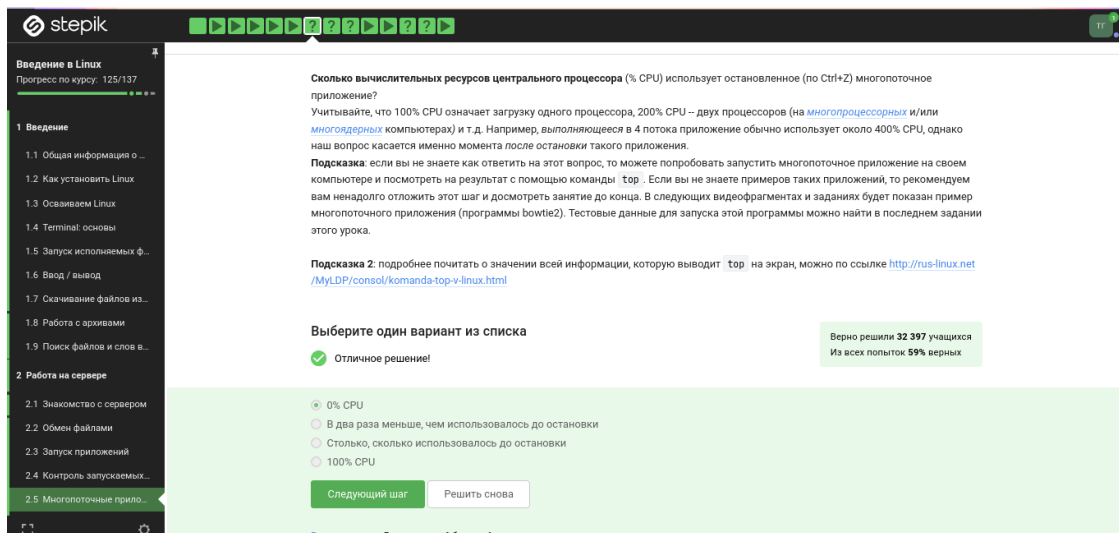 stepik
ТГ
1
Введение в Linux
Прогресс по курсу: 125/137
1 Введение
1.1 Общая информация о ...
1.2 Как установить Linux
1.3 Осваиваем Linux
1.4 Terminal: основы
1.5 Запуск исполняемых ф...
1.6 Ввод / вывод
1.7 Скачивание файлов из...
1.8 Работа с архивами
1.9 Поиск файлов и слов в...
2 Работа на сервере
2.1 Знакомство с сервером
2.2 Обмен файлами
2.3 Запуск приложений
2.4 Контроль запускаемых...
2.5 Многопоточные прило...
Сколько вычислительных ресурсов центрального процессора (% CPU) использует остановленное (по Ctrl+Z) многопоточное
приложение?
Учитывайте, что 100% CPU означает загрузку одного процессора, 200% CPU -- двух процессоров (на многопроцессорных и/или
многоядерных компьютерах) и т.д. Например, выполняющееся в 4 потока приложение обычно использует около 400% CPU, однако
наш вопрос касается именно момента после остановки такого приложения.
Подсказка: если вы не знаете как ответить на этот вопрос, то можете попробовать запустить многопоточное приложение на своем
компьютере и посмотреть на результат с помощью команды top . Если вы не знаете примеров таких приложений, то рекомендуем
вам ненадолго отложить этот шаг и досмотреть занятие до конца. В следующих видеофрагментах и заданиях будет показан пример
многопоточного приложения (программы bowtie2). Тестовые данные для запуска этой программы можно найти в последнем задании
этого урока.
Подсказка 2: подробнее почитать о значении всей информации, которую выводит top на экран, можно по ссылке http://rus-linux.net
/MyLDP/consol/komanda-top-v-linux.html
Выберите один вариант из списка
Отличное решение!
Верно решили 32 397 учащихся
Из всех попыток 59% верных
0% CPU
В два раза меньше, чем использовалось до остановки
Столько, сколько использовалось до остановки
100% CPU
Следующий шаг
Решить снова